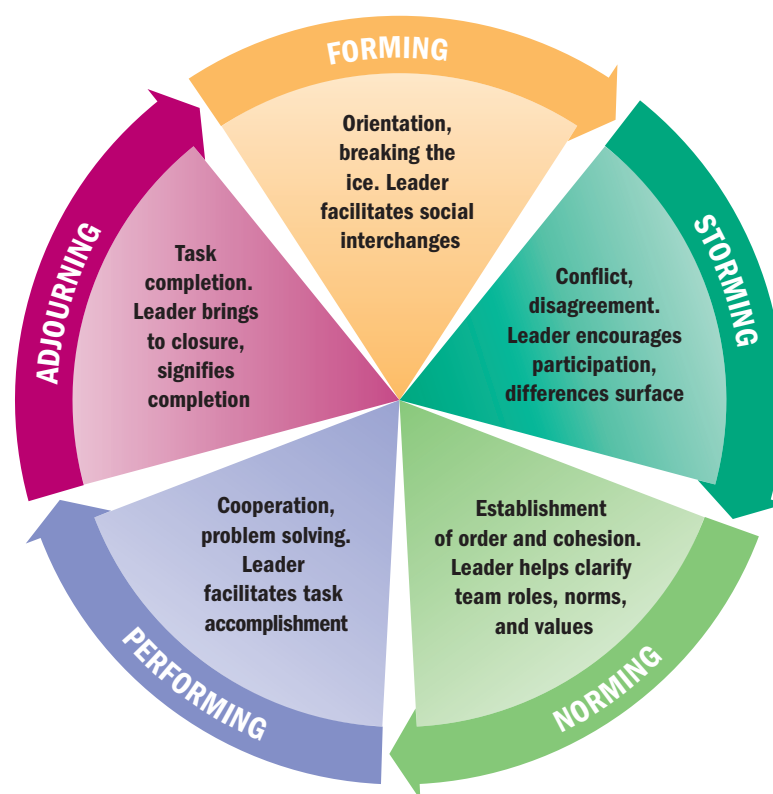 FORMING
Orientation,
breaking the
ice. Leader
facilitates social
interchanges
STORMING
Conflict,
disagreement.
Leader encourages
participation,
differences surface
NORMING
Establishment
of order and cohesion.
Leader helps clarify
team roles, norms,
and values
PERFORMING
Cooperation,
problem solving.
Leader
facilitates task
accomplishment
ADJOURNING
Task
completion.
Leader brings
to closure,
signifies
completion